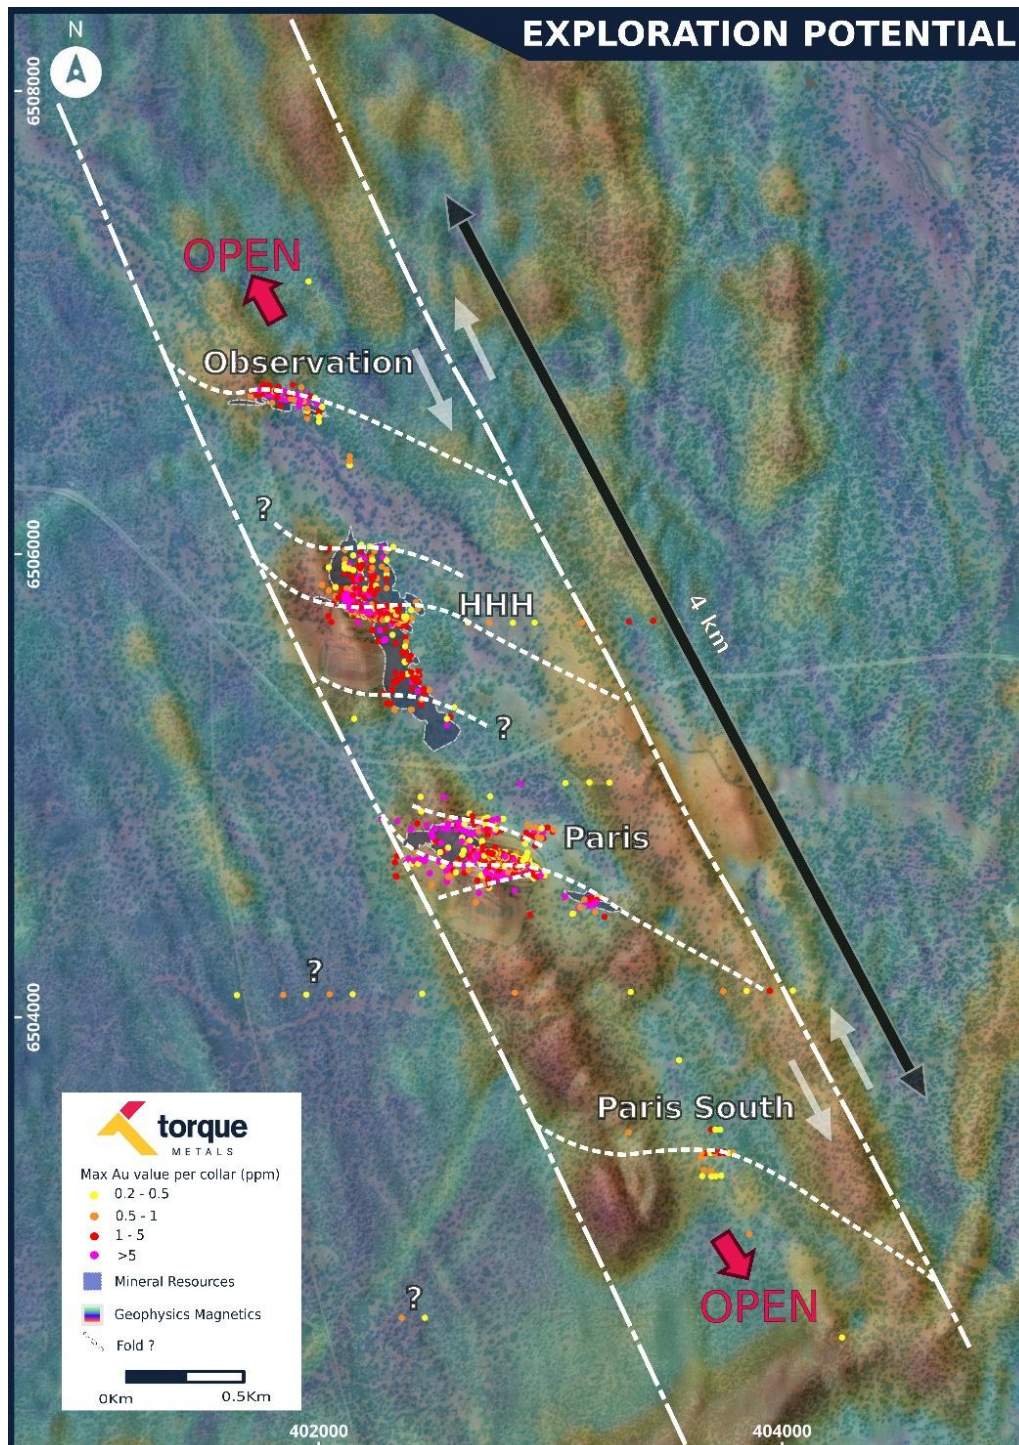 EXPLORATION POTENTIAL
N
6508000
OPEN
Observation
?
6506000
HHH
4 km
?
Paris
?
6504000
Paris South
torque
METALS
Max Au value per collar (ppm)
0.2 - 0.5
0.5 - 1
1 - 5
>5
Mineral Resources
Geophysics Magnetics
Fold ?
0Km 0.5Km
?
OPEN
402000 404000